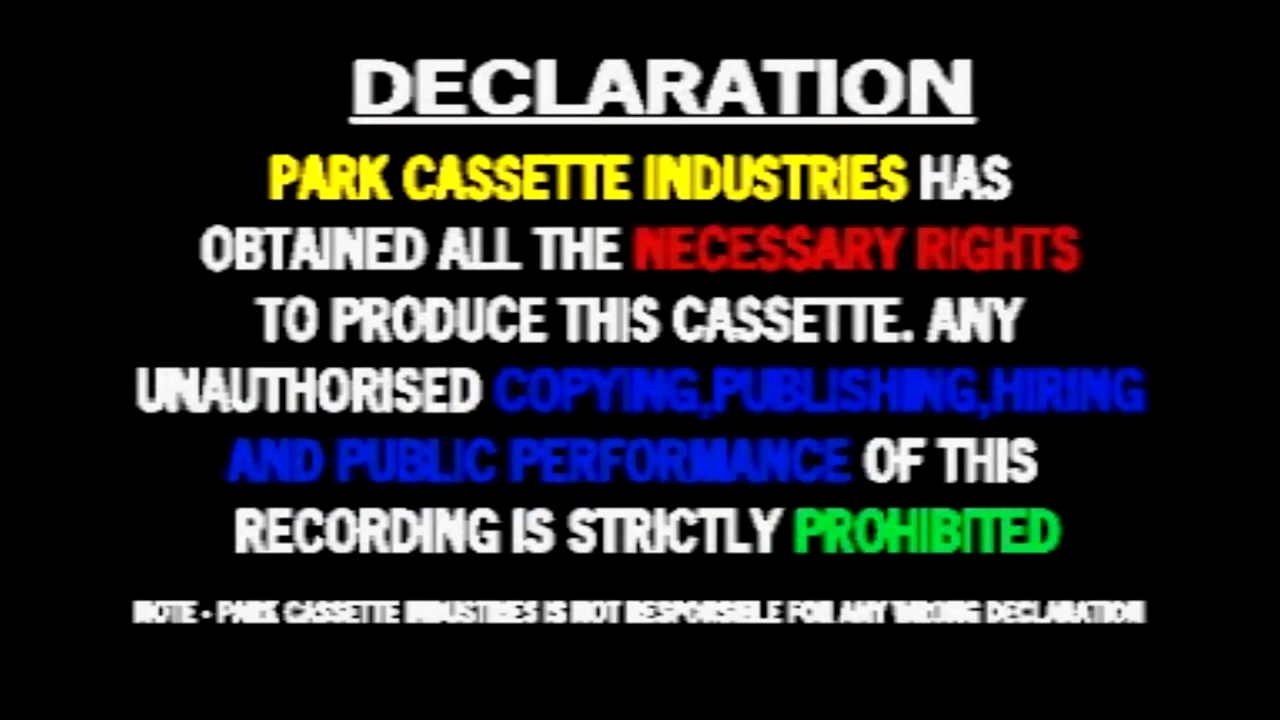 DECLARATION
PARK CASSETTE INDUSTRIES HAS
OBTAINED ALL THE NECESSARY RIGHTS
TO PRODUCE THIS CASSETTE. ANY
UNAUTHORISED COPYING,PUBLISHING,HIRING
AND PUBLIC PERFORMANCE OF THIS
RECORDING IS STRICTLY PROHIBITED
NOTE - PARK CASSETTE INDUSTRIES IS NOT RESPONSIBLE FOR ANY WRONG DECLARATION